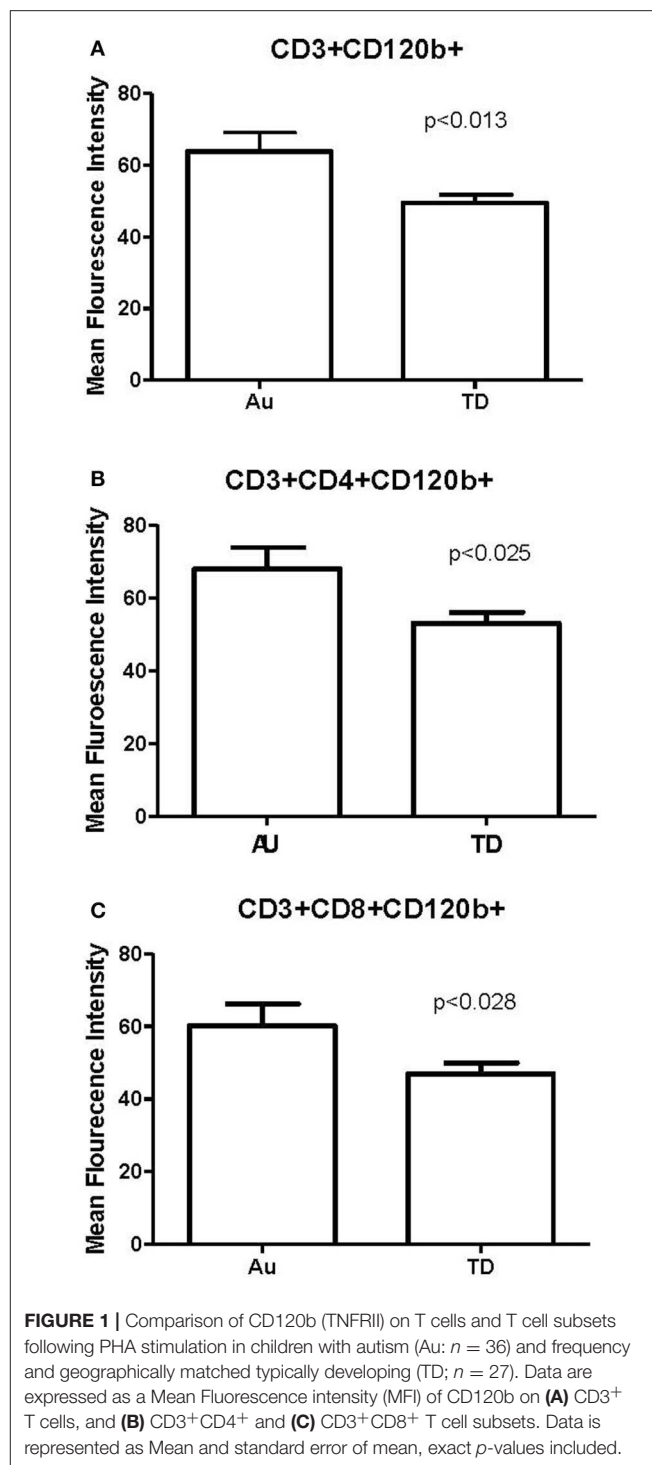 A
CD3+CD120b+
Mean Flourescence Intensity
80
60
40
20
0
p<0.013
Au
TD
B
CD3+CD4+CD120b+
Mean Fluroescence Intensity
80
60
40
20
0
p<0.025
AU
TD
C
CD3+CD8+CD120b+
Mean Flourecence Intensity
80
60
40
20
0
p<0.028
Au
TD
FIGURE 1 | Comparison of CD120b (TNFRII) on T cells and T cell subsets
following PHA stimulation in children with autism (Au: n = 36) and frequency
and geographically matched typically developing (TD; n = 27). Data are
expressed as a Mean Fluorescence intensity (MFI) of CD120b on (A) CD3+
T cells, and (B) CD3+CD4+ and (C) CD3+CD8+ T cell subsets. Data is
represented as Mean and standard error of mean, exact p-values included.